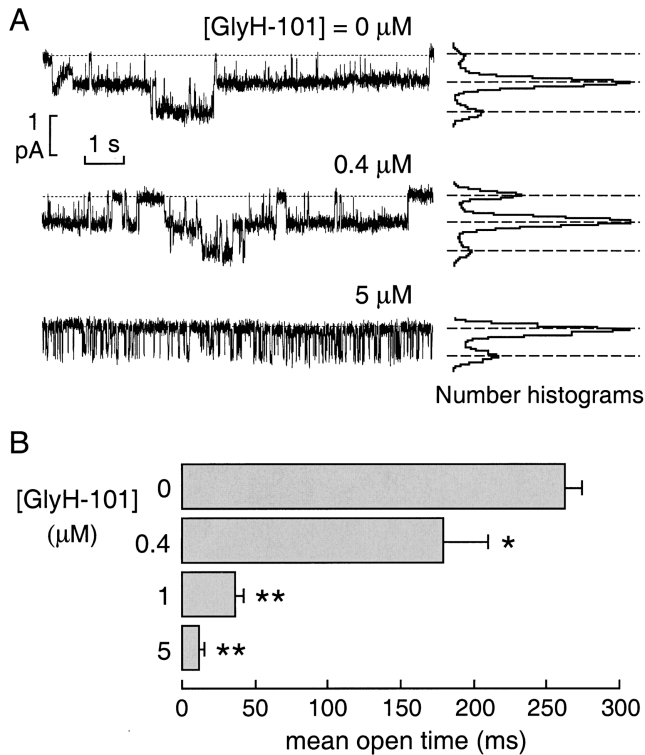 A
[GlyH-101] = 0 μM
1
pA
1 s
0.4 μM
5 μM
Number histograms
B
[GlyH-101]
(μM)
0
0.4
*
1
**
5
**
0 50 100 150 200 250 300
mean open time (ms)